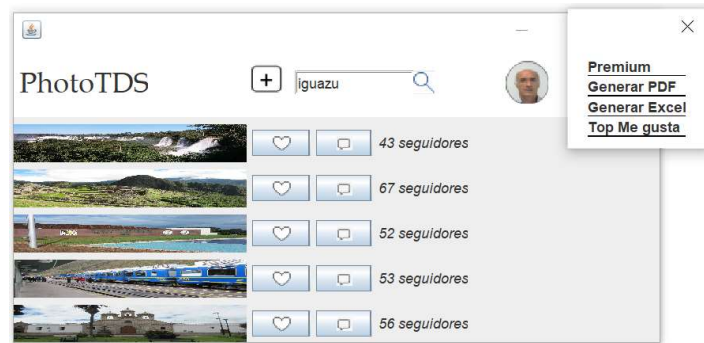 PhotoTDS
+
iguazu
Premium
Generar PDF
Generar Excel
Top Me gusta
43 seguidores
67 seguidores
52 seguidores
53 seguidores
56 seguidores